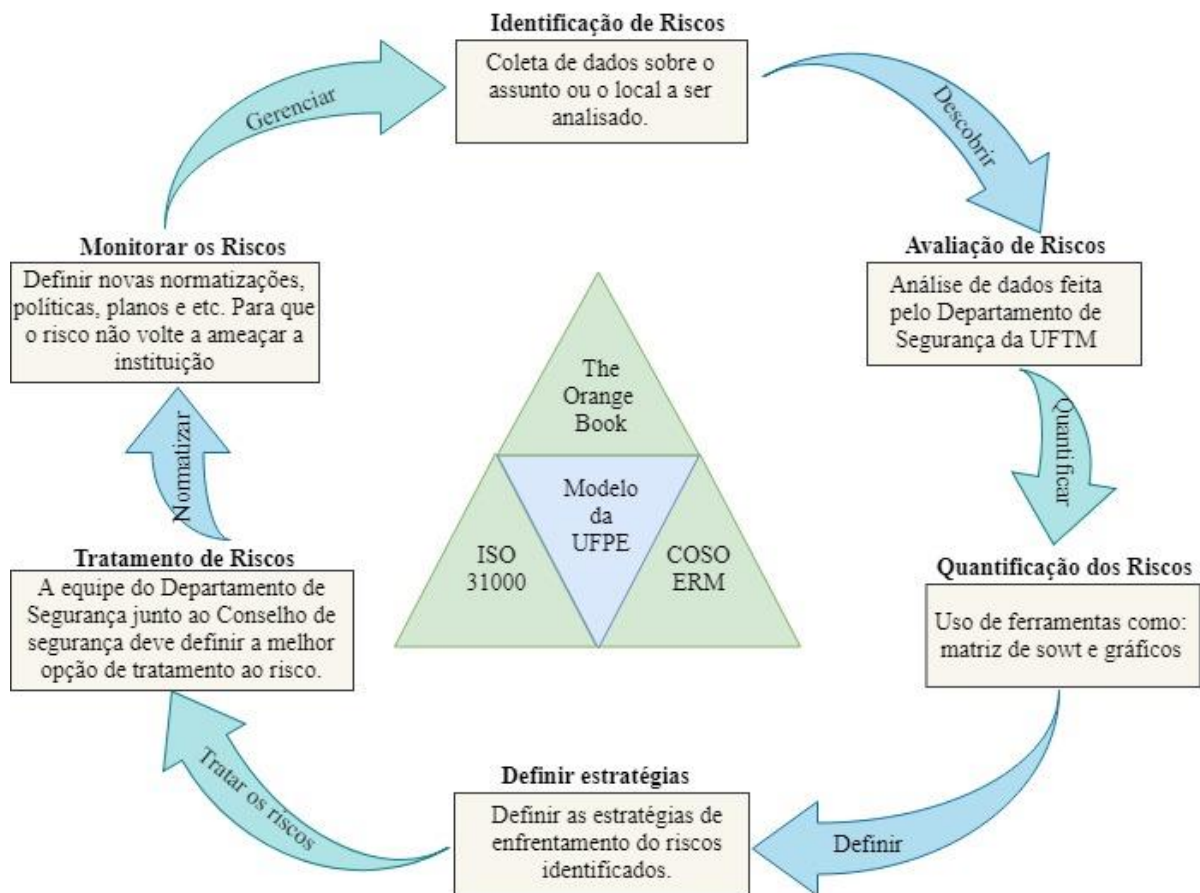 Identificação de Riscos
Coleta de dados sobre o
assunto ou o local a ser
analisado.
Descobrir
Avaliação de Riscos
Análise de dados feita
pelo Departamento de
Segurança da UFTM
Quantificar
Quantificação dos Riscos
Uso de ferramentas como:
matriz de sowt e gráficos
Definir
Definir estratégias
Definir as estratégias de
enfrentamento do riscos
identificados.
Tratar os riscos
Tratamento de Riscos
A equipe do Departamento de
Segurança junto ao Conselho de
segurança deve definir a melhor
opção de tratamento ao risco.
Normatizar
Monitorar os Riscos
Definir novas normatizações,
políticas, planos e etc. Para que
o risco não volte a ameaçar a
instituição
Gerenciar
The
Orange
Book
Modelo
da
UFPE
ISO
31000
COSO
ERM